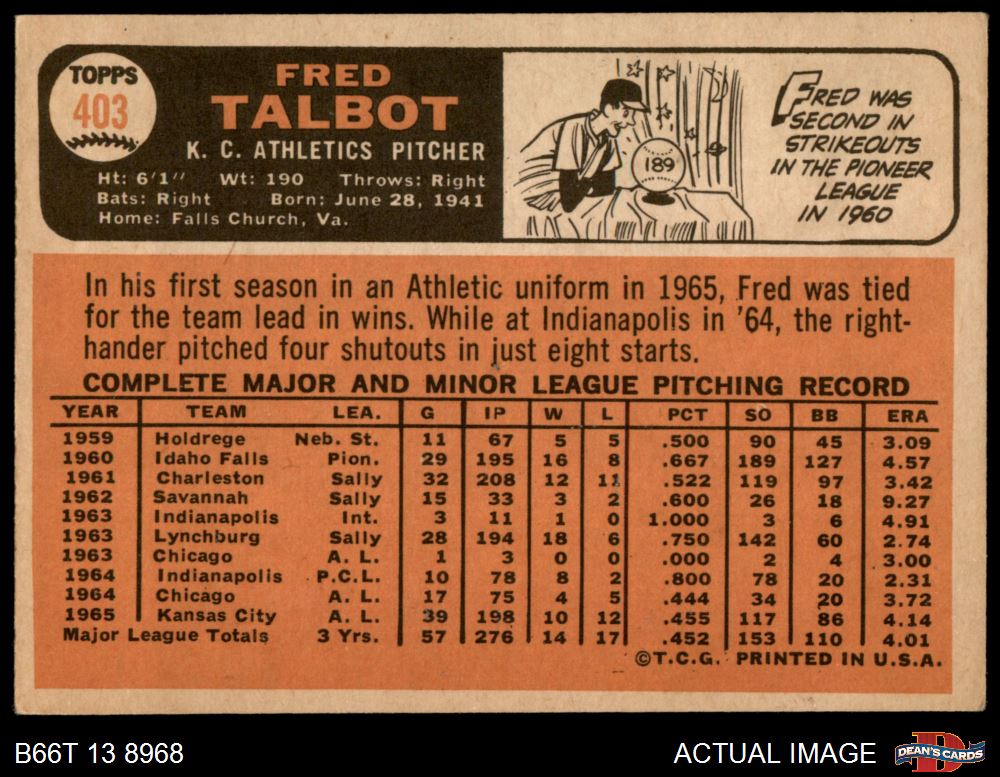 TOPPS
403
FRED
TALBOT
K. C. ATHLETICS PITCHER
Ht: 6'1" Wt: 190 Throws: Right
Bats: Right Born: June 28, 1941
Home: Falls Church, Va.
189
FRED WAS
SECOND IN
STRIKEOUTS
IN THE PIONEER
LEAGUE
IN 1960
In his first season in an Athletic uniform in 1965, Fred was tied
for the team lead in wins. While at Indianapolis in '64, the right-
hander pitched four shutouts in just eight starts.
COMPLETE MAJOR AND MINOR LEAGUE PITCHING RECORD
YEAR TEAM LEA. G IP W L PCT SO BB ERA
1959 Holdrege Neb. St. 11 67 5 5 .500 90 45 3.09
1960 Idaho Falls Pion. 29 195 16 8 .667 189 127 4.57
1961 Charleston Sally 32 208 12 11 .522 119 97 3.42
1962 Savannah Sally 15 33 3 2 .600 26 18 9.27
1963 Indianapolis Int. 3 11 1 0 1.000 3 6 4.91
1963 Lynchburg Sally 28 194 18 6 .750 142 60 2.74
1963 Chicago A. L. 1 3 0 0 .000 2 4 3.00
1964 Indianapolis P.C.L. 10 78 8 2 .800 78 20 2.31
1964 Chicago A. L. 17 75 4 5 .444 34 20 3.72
1965 Kansas City A. L. 39 198 10 12 .455 117 86 4.14
Major League Totals 3 Yrs. 57 276 14 17 .452 153 110 4.01
©T.C.G. PRINTED IN U.S.A.
B66T 13 8968
ACTUAL IMAGE
DEAN'S CARDS